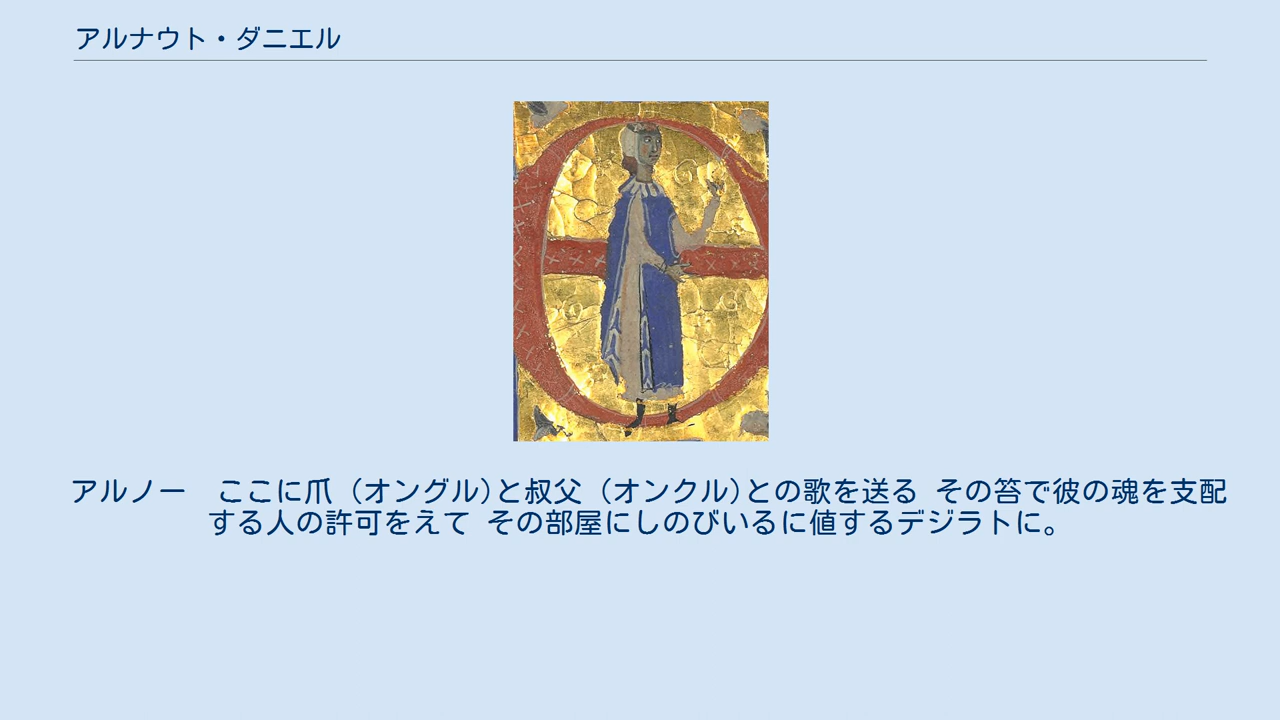 アルナウト・ダニエル
アルノー　ここに爪（オングル）と叔父（オンクル）との歌を送る その笞で彼の魂を支配
する人の許可をえて その部屋にしのびいるに値するデジラトに。